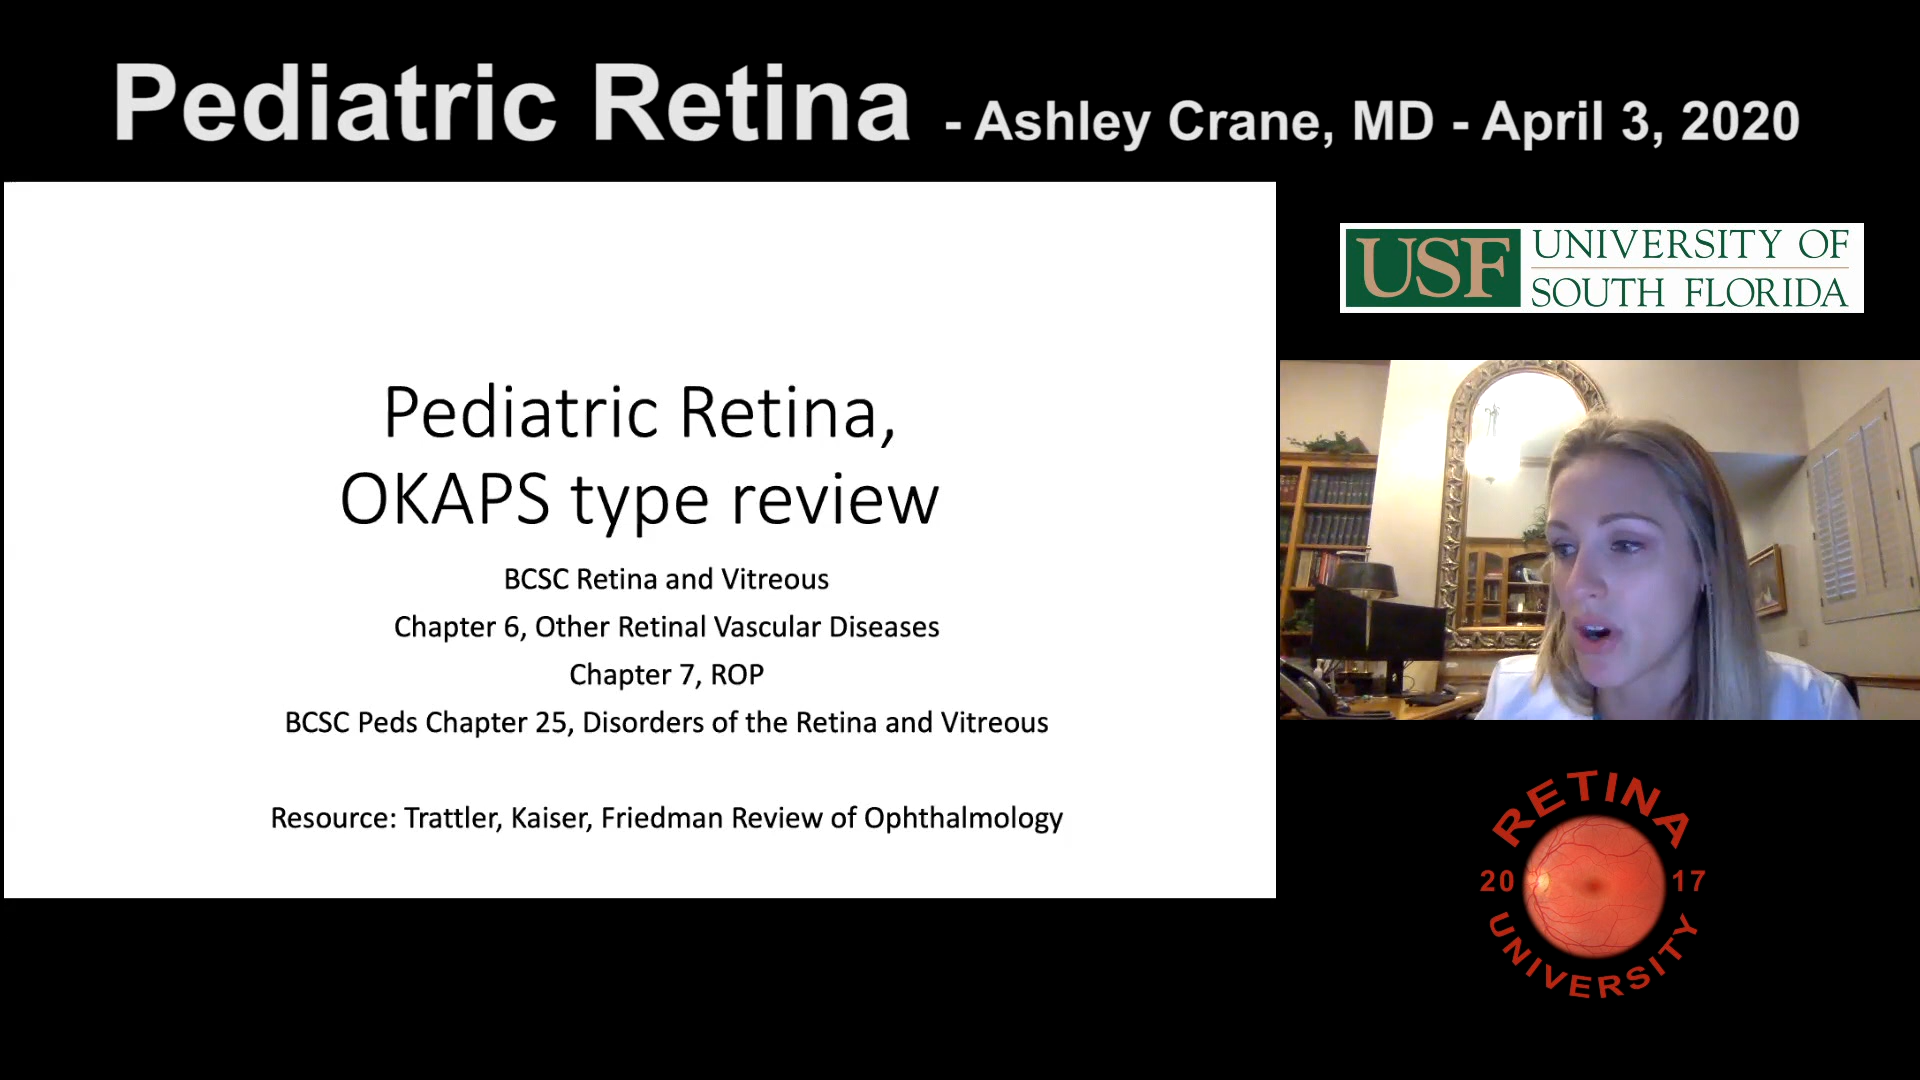 Pediatric Retina - Ashley Crane, MD - April 3, 2020
USF UNIVERSITY OF
SOUTH FLORIDA
Pediatric Retina,
OKAPS type review
BCSC Retina and Vitreous
Chapter 6, Other Retinal Vascular Diseases
Chapter 7, ROP
BCSC Peds Chapter 25, Disorders of the Retina and Vitreous
Resource: Trattler, Kaiser, Friedman Review of Ophthalmology
RETINA
20 17
UNIVERSITY